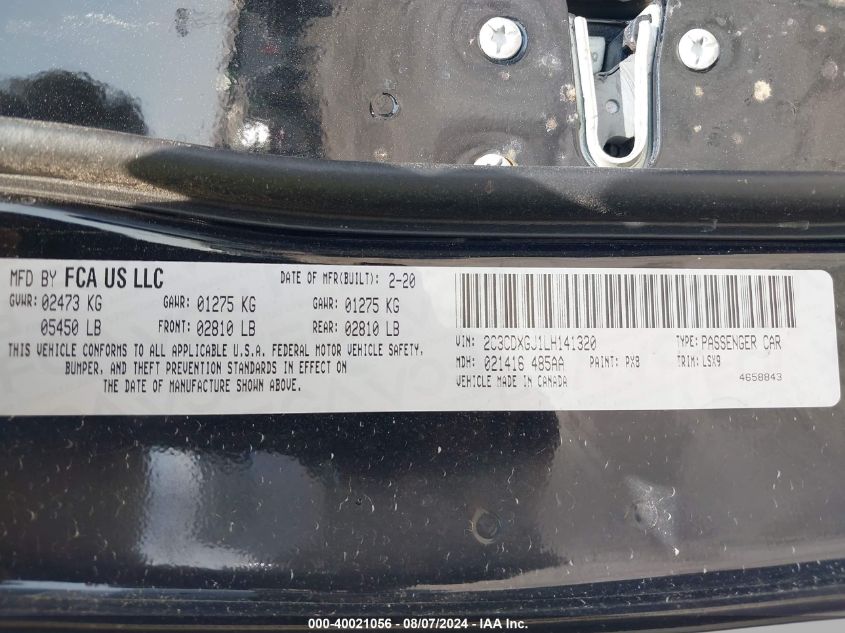 MFD BY FCA US LLC DATE OF MFR(BUILT): 2-20
GVWR: 02473 KG GAWR: 01275 KG GAWR: 01275 KG
05450 LB FRONT: 02810 LB REAR: 02810 LB
THIS VEHICLE CONFORMS TO ALL APPLICABLE U.S.A. FEDERAL MOTOR VEHICLE SAFETY,
BUMPER, AND THEFT PREVENTION STANDARDS IN EFFECT ON
THE DATE OF MANUFACTURE SHOWN ABOVE.
VIN: 2C3CDXGJ1LH141320 TYPE: PASSENGER CAR
MDH: 021416 485AA PAINT: PX8 TRIM: LSX9
VEHICLE MADE IN CANADA 4658843
000-40021056 - 08/07/2024 - IAA Inc.